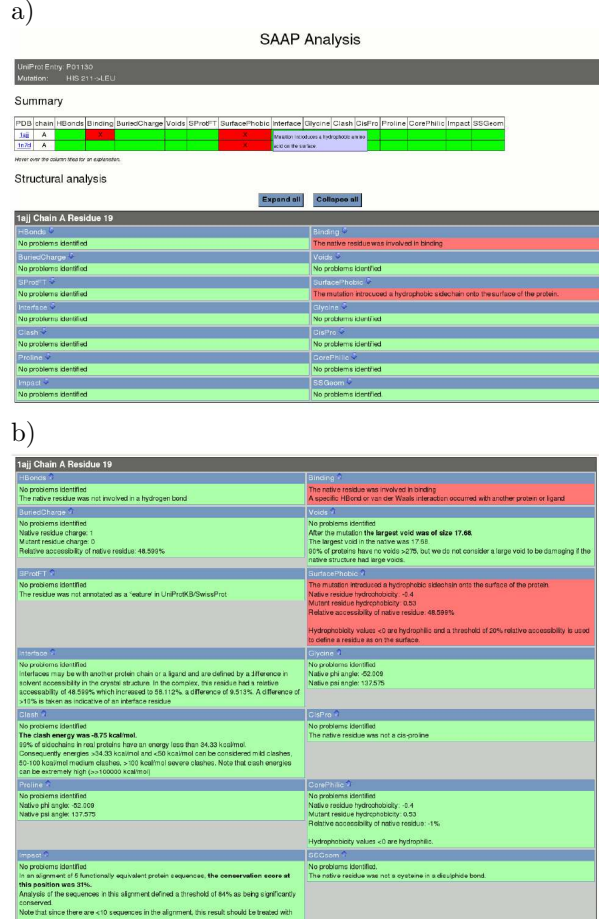 a)
SAAP Analysis
UniProt Entry: P01130
Mutation: HIS 211->LEU
Summary
PDB chain HBonds Binding BuriedCharge Voids SProtFT SurfacePhobic Interface Glycine Clash CisPro Proline CorePhilic Impact SSGeom
1ajj A X X Mutation introduces a hydrophobic amino
1n7d A X acid on the surface.
Hover over the column titles for an explanation.
Structural analysis
Expand all Collapse all
1ajj Chain A Residue 19
HBonds Binding
No problems identified The native residue was involved in binding
BuriedCharge Voids
No problems identified No problems identified
SProtFT SurfacePhobic
No problems identified The mutation introduced a hydrophobic sidechain onto the surface of the protein.
Interface Glycine
No problems identified No problems identified
Clash CisPro
No problems identified No problems identified
Proline CorePhilic
No problems identified No problems identified
Impact SSGeom
No problems identified No problems identified.
b)
1ajj Chain A Residue 19
HBonds
No problems identified
The native residue was not involved in a hydrogen bond
Binding
The native residue was involved in binding
A specific HBond or van der Waals interaction occurred with another protein or ligand
BuriedCharge
No problems identified
Native residue charge: 1
Mutant residue charge: 0
Relative accessibility of native residue: 48.599%
Voids
No problems identified
After the mutation the largest void was of size 17.68.
The largest void in the native was 17.68.
90% of proteins have no voids >275, but we do not consider a large void to be damaging if the
native structure had large voids.
SProtFT
No problems identified
The residue was not annotated as a 'feature' in UniProtKB/SwissProt
SurfacePhobic
The mutation introduced a hydrophobic sidechain onto the surface of the protein.
Native residue hydrophobicity: -0.4
Mutant residue hydrophobicity: 0.53
Relative accessibility of native residue: 48.599%
Hydrophobicity values <0 are hydrophilic and a threshold of 20% relative accessibility is used
to define a residue as on the surface.
Interface
No problems identified
Interfaces may be with another protein chain or a ligand and are defined by a difference in
solvent accessibility in the crystal structure. In the complex, this residue had a relative
accessability of 48.599% which increased to 58.112%, a difference of 9.513%. A difference of
>10% is taken as indicative of an interface residue
Glycine
No problems identified
Native phi angle: -52.009
Native psi angle: 137.575
Clash
No problems identified
The clash energy was -8.75 kcal/mol.
99% of sidechains in real proteins have an energy less than 34.33 kcal/mol.
Consequently energies >34.33 kcal/mol and <50 kcal/mol can be considered mild clashes,
50-100 kcal/mol medium clashes, >100 kcal/mol severe clashes. Note that clash energies
can be extremely high (>>100000 kcal/mol)
CisPro
No problems identified
The native residue was not a cis-proline
Proline
No problems identified
Native phi angle: -52.009
Native psi angle: 137.575
CorePhilic
No problems identified
Native residue hydrophobicity: -0.4
Mutant residue hydrophobicity: 0.53
Relative accessibility of native residue: -1%
Hydrophobicity values <0 are hydrophilic.
Impact
No problems identified
In an alignment of 5 functionally equivalent protein sequences, the conservation score at
this position was 31%.
Analysis of the sequences in this alignment defined a threshold of 84% as being significantly
conserved.
Note that since there are <10 sequences in the alignment, this result should be treated with
SSGeom
No problems identified.
The native residue was not a cysteine in a disulphide bond.